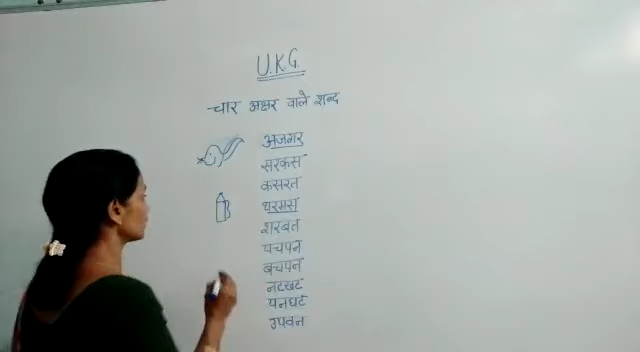 U.K.G.
चार अक्षर वाले शब्द
अजगर
सरकस
कसरत
थरमस
शरबत
पचपन
बचपन
नटखट
पनघट
उपवन